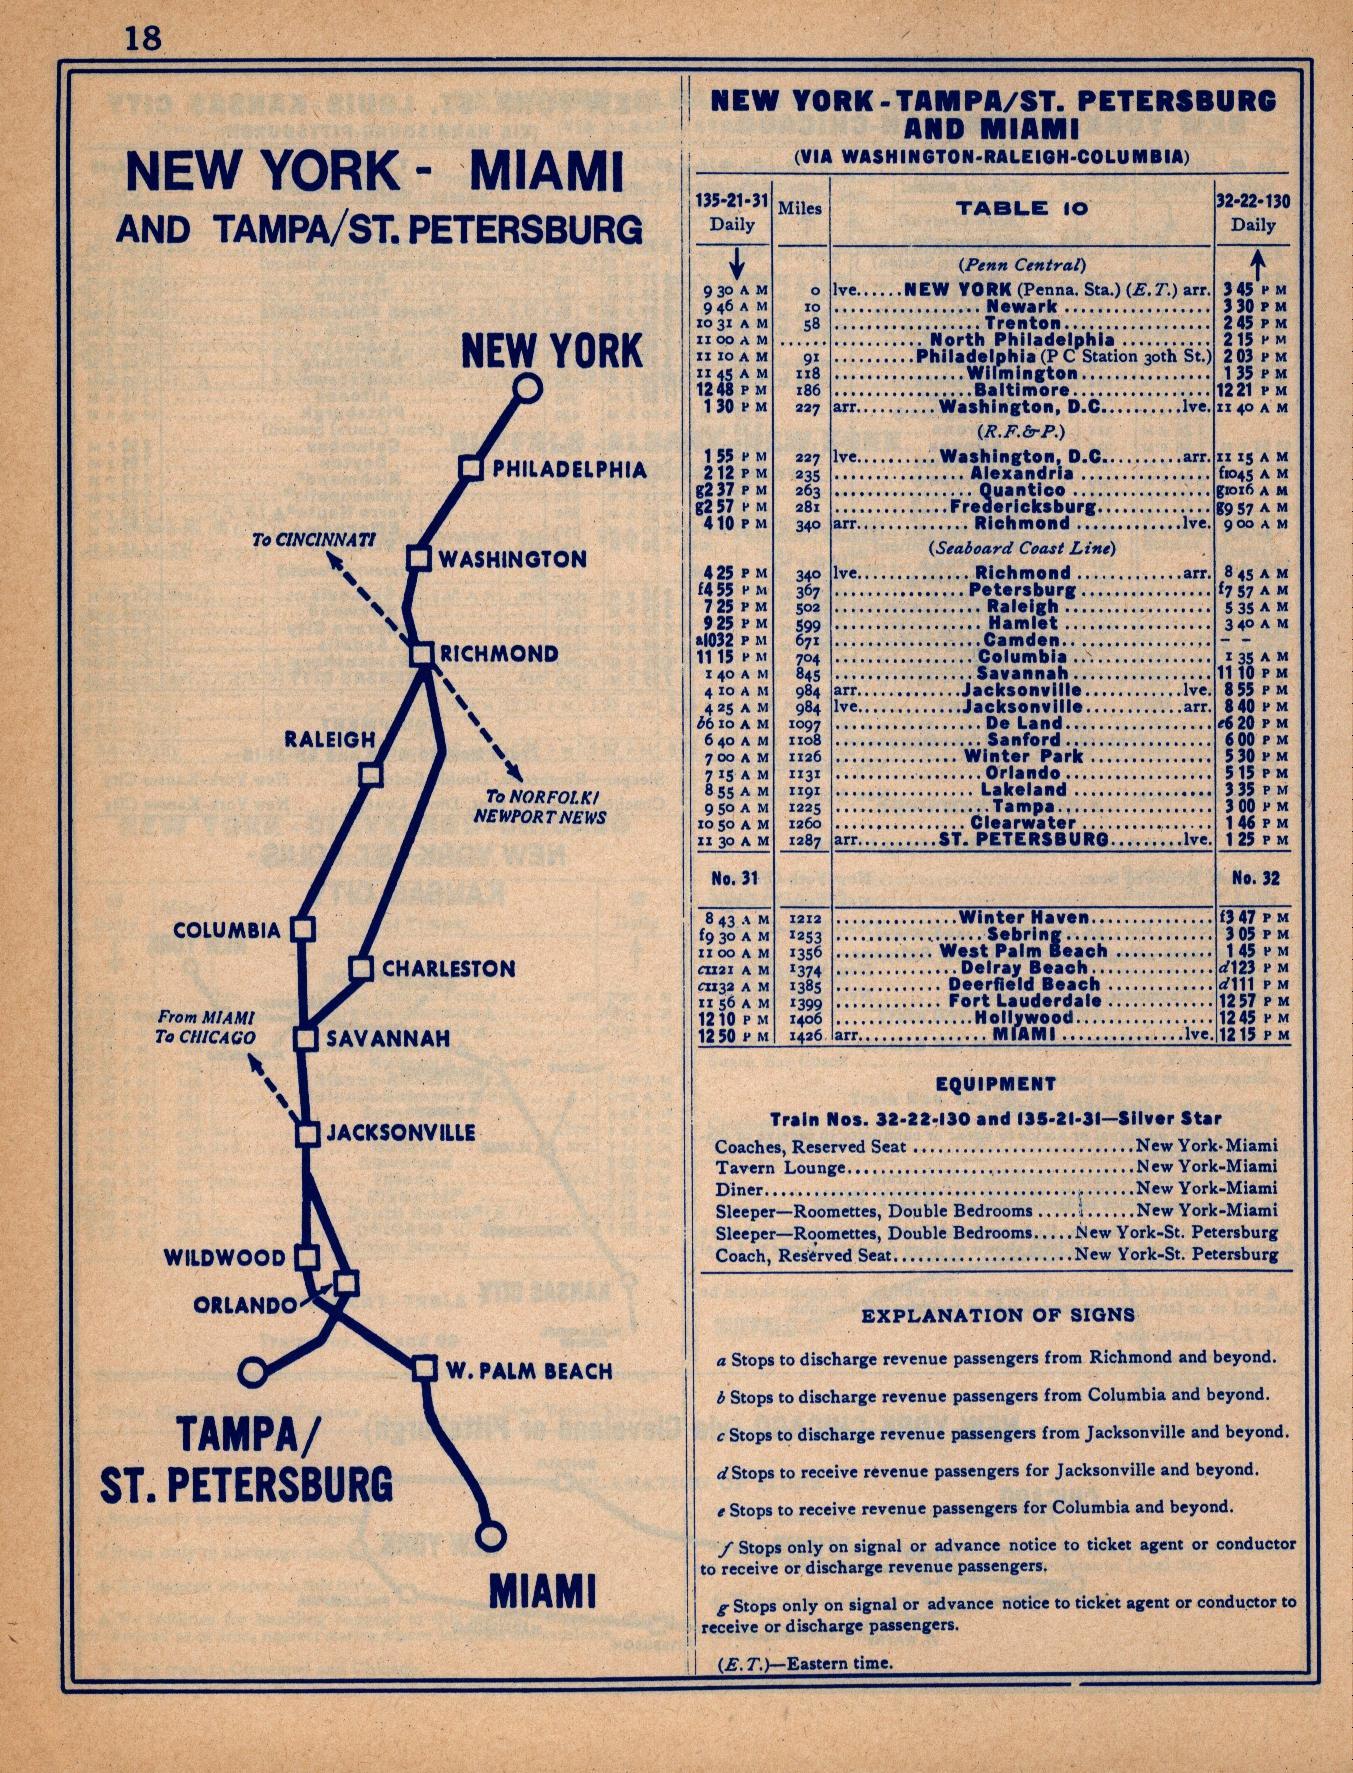 18
NEW YORK - MIAMI
AND TAMPA/ST. PETERSBURG
NEW YORK
PHILADELPHIA
To CINCINNATI
WASHINGTON
RICHMOND
RALEIGH
To NORFOLK/
NEWPORT NEWS
COLUMBIA
CHARLESTON
From MIAMI
To CHICAGO
SAVANNAH
JACKSONVILLE
WILDWOOD
ORLANDO
W. PALM BEACH
TAMPA/
ST. PETERSBURG
MIAMI
NEW YORK-TAMPA/ST. PETERSBURG
AND MIAMI
(VIA WASHINGTON-RALEIGH-COLUMBIA)
135-21-31 Miles TABLE 10 32-22-130
Daily Daily
(Penn Central)
9 30 A M 0 lve......NEW YORK (Penna. Sta.) (E.T.) arr. 3 45 P M
9 46 A M 10 Newark 3 30 P M
10 31 A M 58 Trenton 2 45 P M
11 00 A M ...... North Philadelphia 2 15 P M
11 10 A M 91 Philadelphia (P C Station 30th St.) 2 03 P M
11 45 A M 118 Wilmington 1 35 P M
12 48 P M 186 Baltimore 12 21 P M
1 30 P M 227 arr. Washington, D.C. lve. 11 40 A M
(R.F.&P.)
1 55 P M 227 lve. Washington, D.C. arr. 11 15 A M
2 12 P M 235 Alexandria f1045 A M
g2 37 P M 263 Quantico g1016 A M
g2 57 P M 281 Fredericksburg g9 57 A M
4 10 P M 340 arr. Richmond lve. 9 00 A M
(Seaboard Coast Line)
4 25 P M 340 lve. Richmond arr. 8 45 A M
f4 55 P M 367 Petersburg f7 57 A M
7 25 P M 502 Raleigh 5 35 A M
9 25 P M 599 Hamlet 3 40 A M
a1032 P M 671 Camden – –
11 15 P M 704 Columbia 1 35 A M
1 40 A M 845 Savannah 11 10 P M
4 10 A M 984 arr. Jacksonville lve. 8 55 P M
4 25 A M 984 lve. Jacksonville arr. 8 40 P M
b6 10 A M 1097 De Land e6 20 P M
6 40 A M 1108 Sanford 6 00 P M
7 00 A M 1126 Winter Park 5 30 P M
7 15 A M 1131 Orlando 5 15 P M
8 55 A M 1191 Lakeland 3 35 P M
9 50 A M 1225 Tampa 3 00 P M
10 50 A M 1260 Clearwater 1 46 P M
11 30 A M 1287 arr. ST. PETERSBURG lve. 1 25 P M
No. 31 No. 32
8 43 A M 1212 Winter Haven f3 47 P M
f9 30 A M 1253 Sebring 3 05 P M
11 00 A M 1356 West Palm Beach 1 45 P M
c1121 A M 1374 Delray Beach d123 P M
c1132 A M 1385 Deerfield Beach d111 P M
11 56 A M 1399 Fort Lauderdale 12 57 P M
12 10 P M 1406 Hollywood 12 45 P M
12 50 P M 1426 arr. MIAMI lve. 12 15 P M
EQUIPMENT
Train Nos. 32-22-130 and 135-21-31—Silver Star
Coaches, Reserved Seat New York-Miami
Tavern Lounge New York-Miami
Diner New York-Miami
Sleeper—Roomettes, Double Bedrooms New York-Miami
Sleeper—Roomettes, Double Bedrooms New York-St. Petersburg
Coach, Reserved Seat New York-St. Petersburg
EXPLANATION OF SIGNS
a Stops to discharge revenue passengers from Richmond and beyond.
b Stops to discharge revenue passengers from Columbia and beyond.
c Stops to discharge revenue passengers from Jacksonville and beyond.
d Stops to receive revenue passengers for Jacksonville and beyond.
e Stops to receive revenue passengers for Columbia and beyond.
f Stops only on signal or advance notice to ticket agent or conductor
to receive or discharge revenue passengers.
g Stops only on signal or advance notice to ticket agent or conductor to
receive or discharge passengers.
(E.T.)—Eastern time.